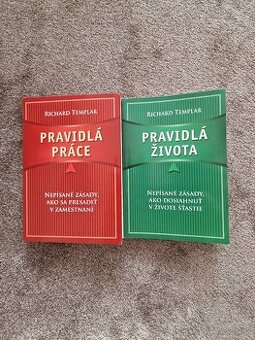 RICHARD TEMPLAR
PRAVIDLÁ
PRÁCE
NEPÍSANÉ ZÁSADY,
AKO SA PRESADIŤ
V ZAMESTNANÍ
RICHARD TEMPLAR
PRAVIDLÁ
ŽIVOTA
NEPÍSANÉ ZÁSADY,
AKO DOSIAHNUŤ
V ŽIVOTE ŠŤASTIE